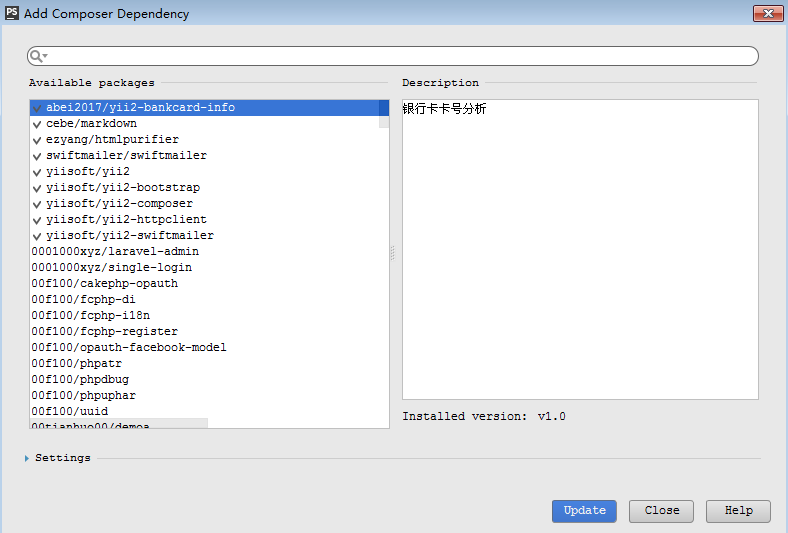 PS Add Composer Dependency
Available packages
Description
abei2017/yii2-bankcard-info
cebe/markdown
ezyang/htmlpurifier
swiftmailer/swiftmailer
yiisoft/yii2
yiisoft/yii2-bootstrap
yiisoft/yii2-composer
yiisoft/yii2-httpclient
yiisoft/yii2-swiftmailer
0001000xyz/laravel-admin
0001000xyz/single-login
00f100/cakephp-opauth
00f100/fcphp-di
00f100/fcphp-i18n
00f100/fcphp-register
00f100/opauth-facebook-model
00f100/phpatr
00f100/phpdbug
00f100/phpuphar
00f100/uuid
00tianhuo00/demoa
银行卡卡号分析
Installed version: v1.0
Settings
Update
Close
Help